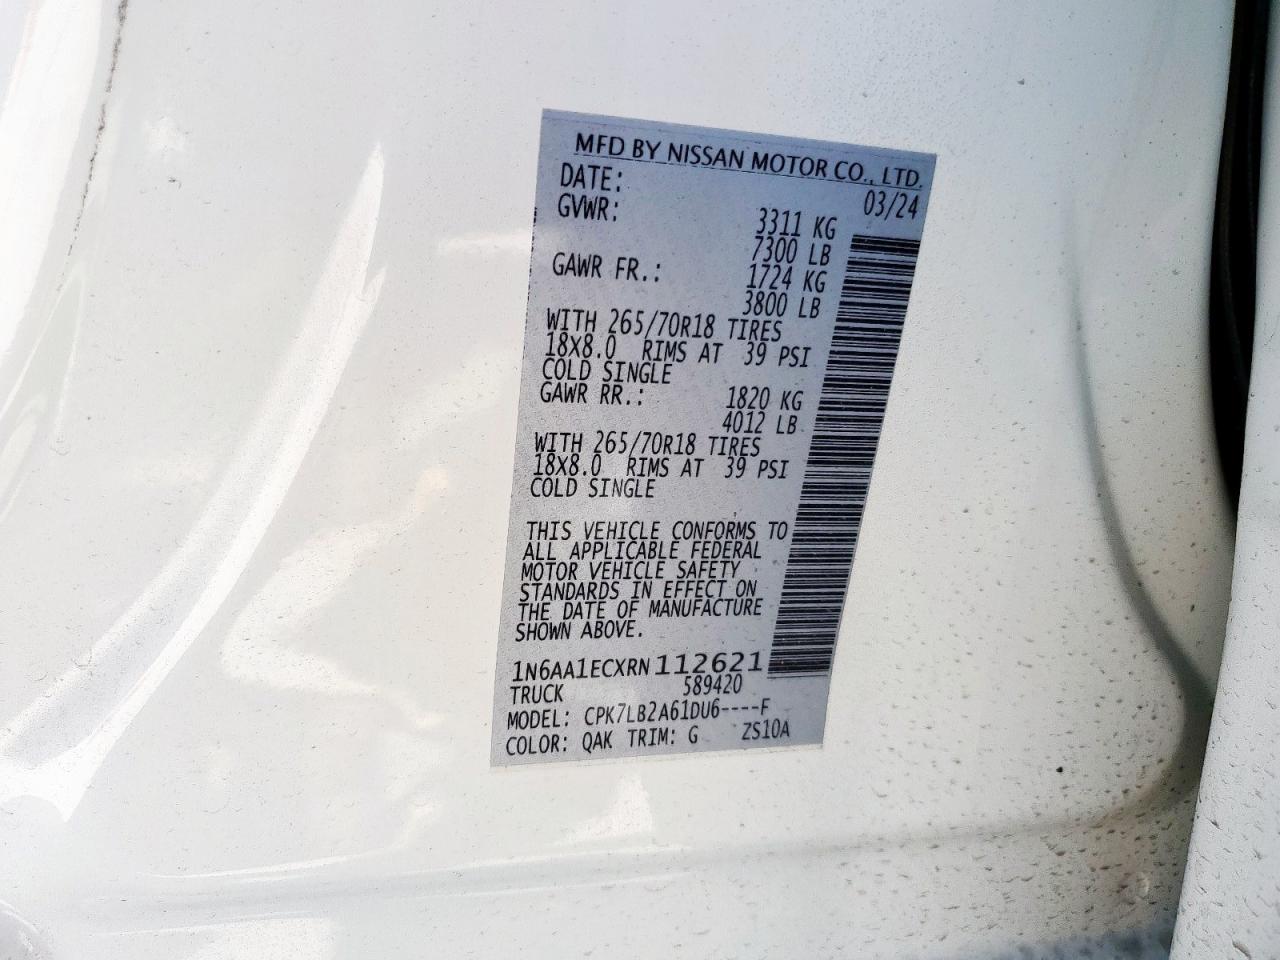 MFD BY NISSAN MOTOR CO., LTD.
DATE: 03/24
GVWR: 3311 KG
7300 LB
GAWR FR.: 1724 KG
3800 LB
WITH 265/70R18 TIRES
18X8.0 RIMS AT 39 PSI
COLD SINGLE
GAWR RR.: 1820 KG
4012 LB
WITH 265/70R18 TIRES
18X8.0 RIMS AT 39 PSI
COLD SINGLE
THIS VEHICLE CONFORMS TO
ALL APPLICABLE FEDERAL
MOTOR VEHICLE SAFETY
STANDARDS IN EFFECT ON
THE DATE OF MANUFACTURE
SHOWN ABOVE.
1N6AA1ECXRN112621
TRUCK 589420
MODEL: CPK7LB2A61DU6----F
COLOR: QAK TRIM: G ZS10A